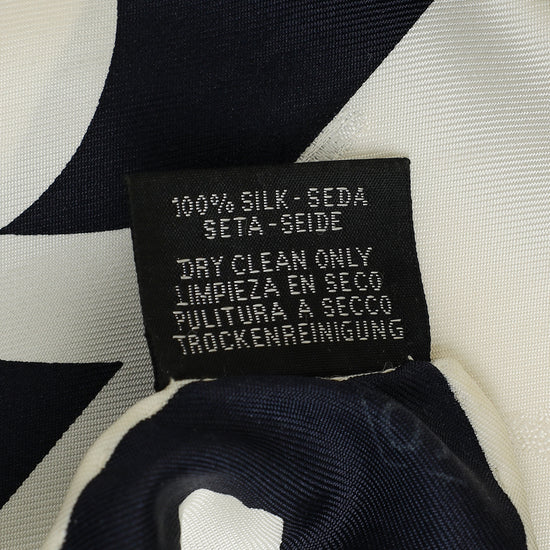 100% SILK - SEDA
SETA - SEIDE
DRY CLEAN ONLY
LIMPIEZA EN SECO
PULITURA A SECCO
TROCKENREINIGUNG